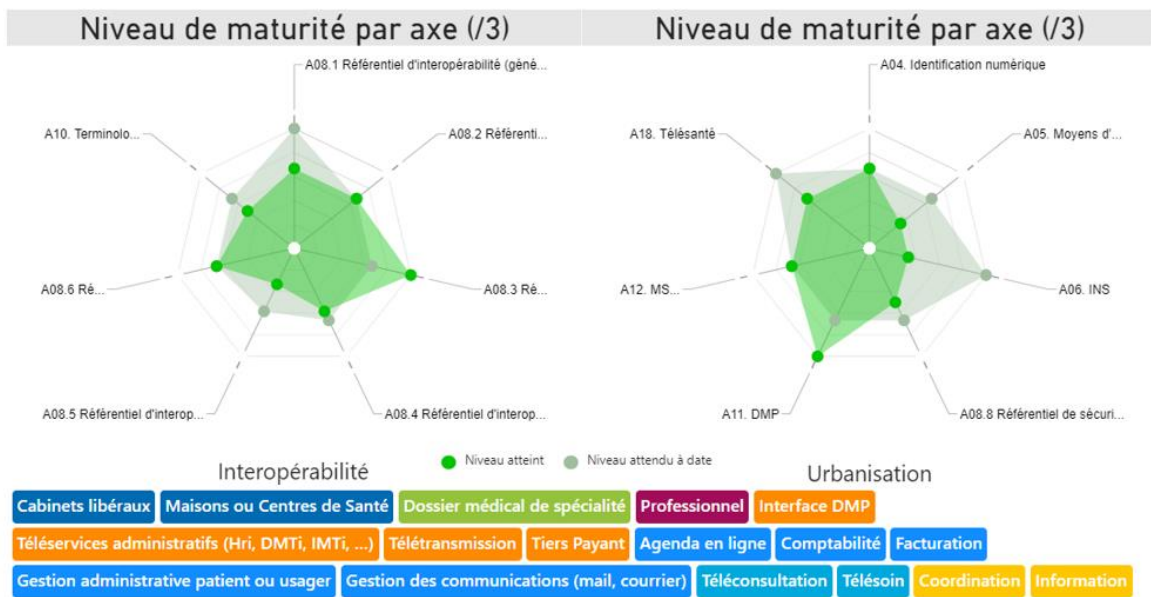 Niveau de maturité par axe (/3)
A08.1 Référentiel d'interopérabilité (géné...
A10. Terminolo...
A08.2 Référenti...
A08.6 Ré...
A08.3 Ré...
A08.5 Référentiel d'interop...
A08.4 Référentiel d'interop...
Interopérabilité
Niveau de maturité par axe (/3)
A04. Identification numérique
A18. Télésanté
A05. Moyens d'...
A12. MS...
A06. INS
A11. DMP
A08.8 Référentiel de sécuri...
Urbanisation
Niveau atteint
Niveau attendu à date
Cabinets libéraux
Maisons ou Centres de Santé
Dossier médical de spécialité
Professionnel
Interface DMP
Téléservices administratifs (Hri, DMTi, IMTi, ...)
Télétransmission
Tiers Payant
Agenda en ligne
Comptabilité
Facturation
Gestion administrative patient ou usager
Gestion des communications (mail, courrier)
Téléconsultation
Télésoin
Coordination
Information